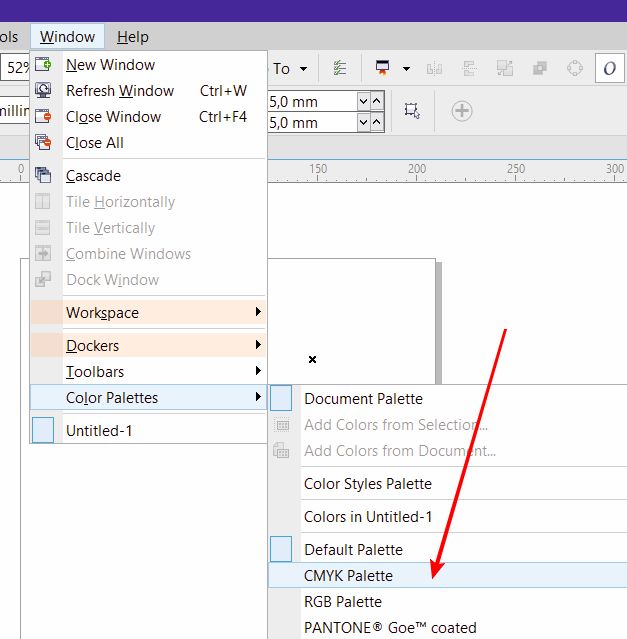 ols Window Help
52% To
New Window
Refresh Window Ctrl+W
Close Window Ctrl+F4
Close All
millin 5,0 mm
5,0 mm
Cascade
0 150 200 250 300
Tile Horizontally
Tile Vertically
Combine Windows
Dock Window
Workspace
Dockers
Toolbars
Color Palettes
Untitled-1
Document Palette
Add Colors from Selection...
Add Colors from Document...
Color Styles Palette
Colors in Untitled-1
Default Palette
CMYK Palette
RGB Palette
PANTONE® Goe™ coated